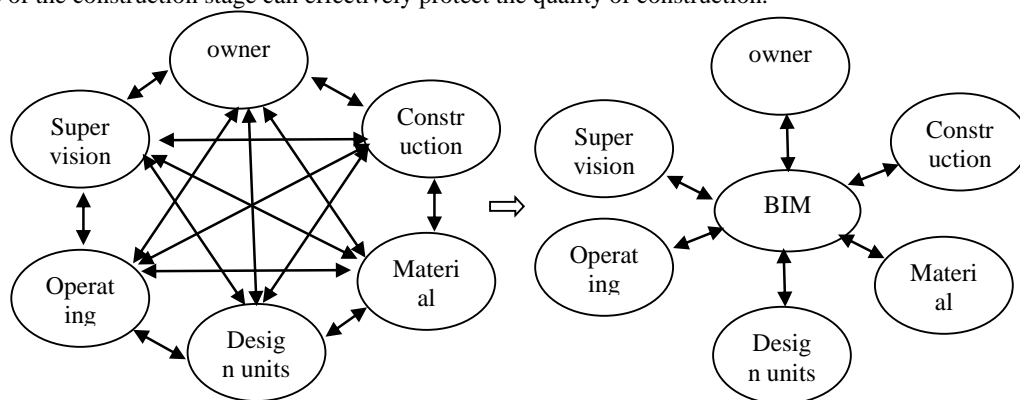 of the construction stage can effectively protect the quality of construction.
owner
Super
vision
Constr
uction
Operat
ing
Materi
al
Desig
n units
owner
Super
vision
Constr
uction
BIM
Operat
ing
Materi
al
Desig
n units